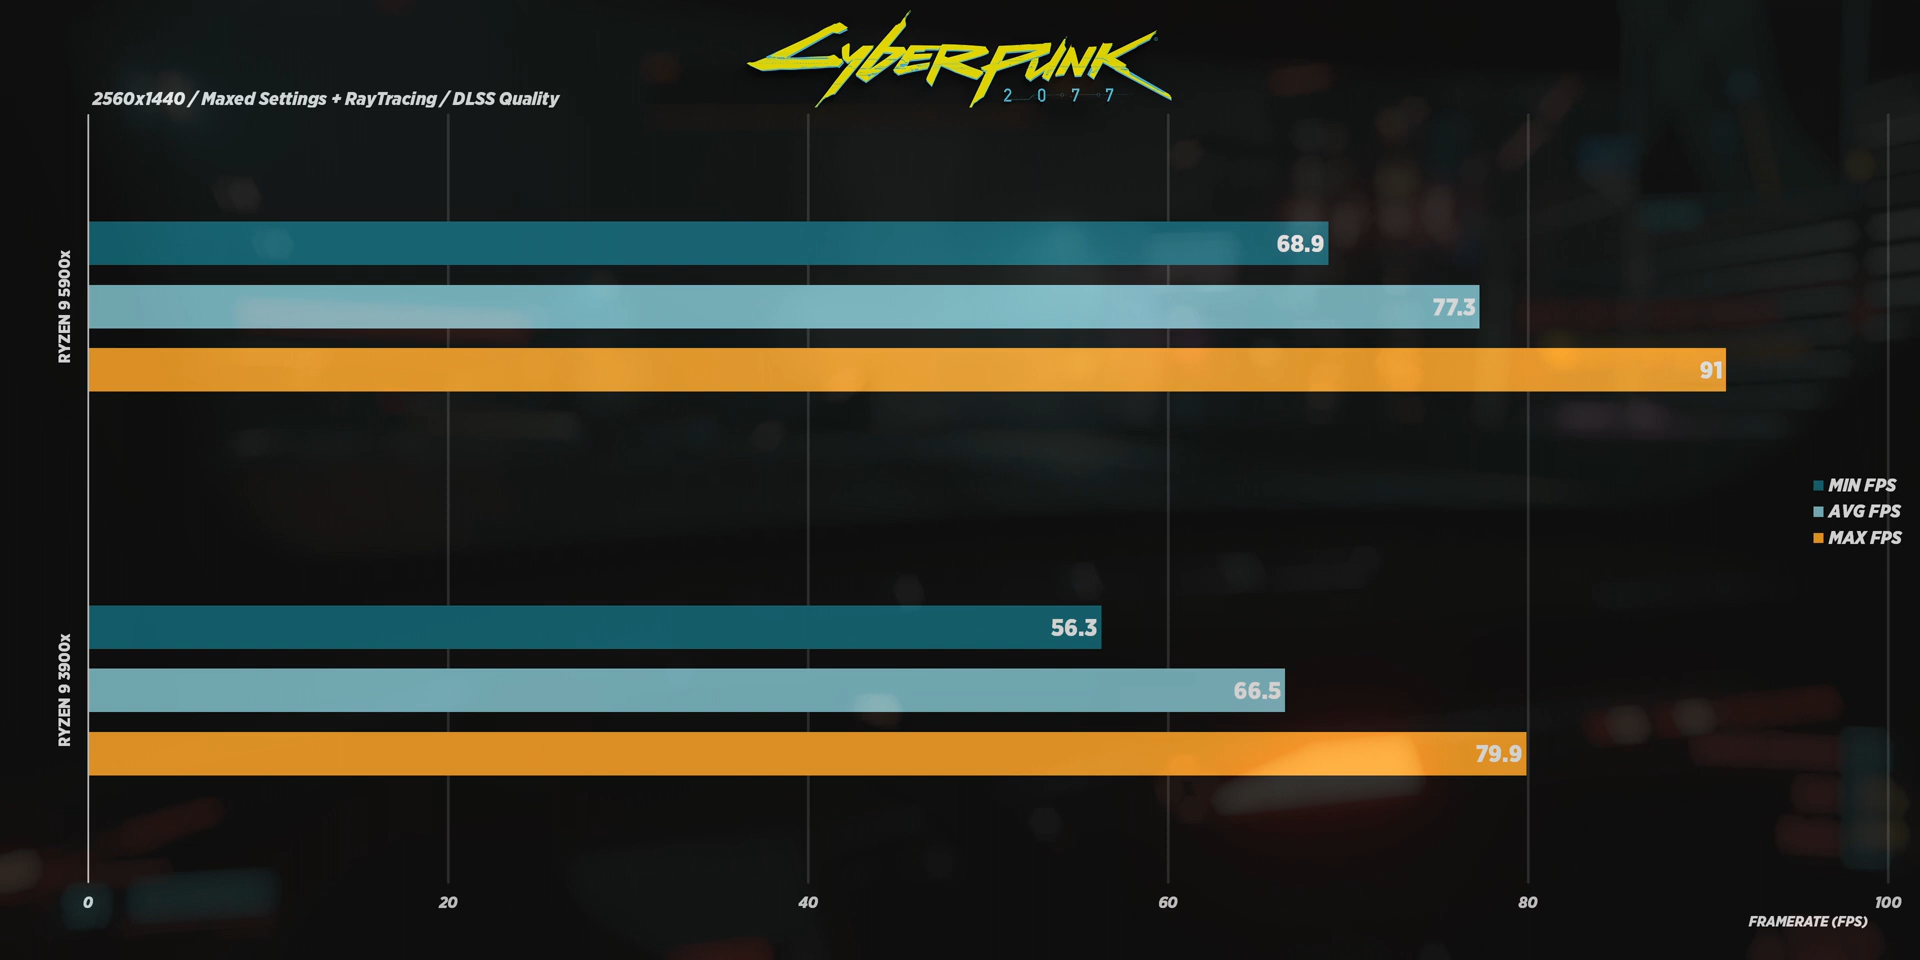 CYBERPUNK
2077
2560x1440 / Maxed Settings + RayTracing / DLSS Quality
RYZEN 9 5900x
68.9
77.3
91
MIN FPS
AVG FPS
MAX FPS
RYZEN 9 3900x
56.3
66.5
79.9
0 20 40 60 80 100
FRAMERATE (FPS)